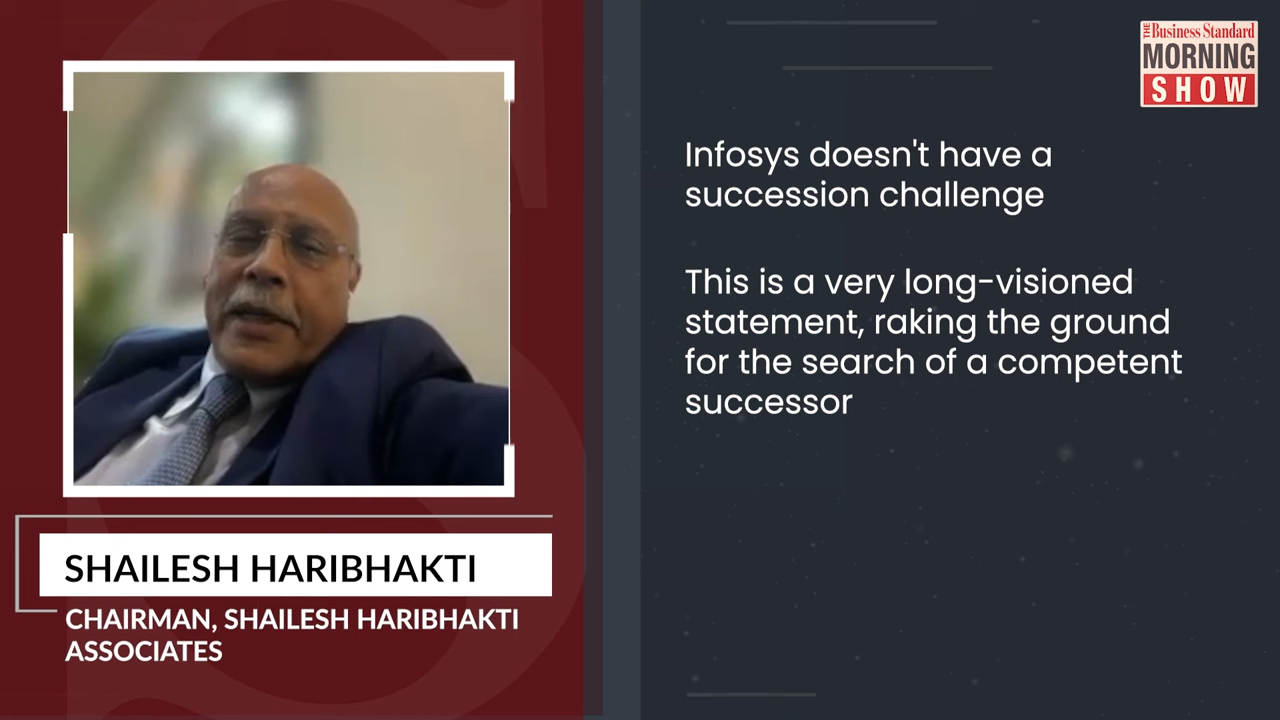 THE Business Standard
MORNING
SHOW
Infosys doesn't have a
succession challenge
This is a very long-visioned
statement, raking the ground
for the search of a competent
successor
SHAILESH HARIBHAKTI
CHAIRMAN, SHAILESH HARIBHAKTI
ASSOCIATES